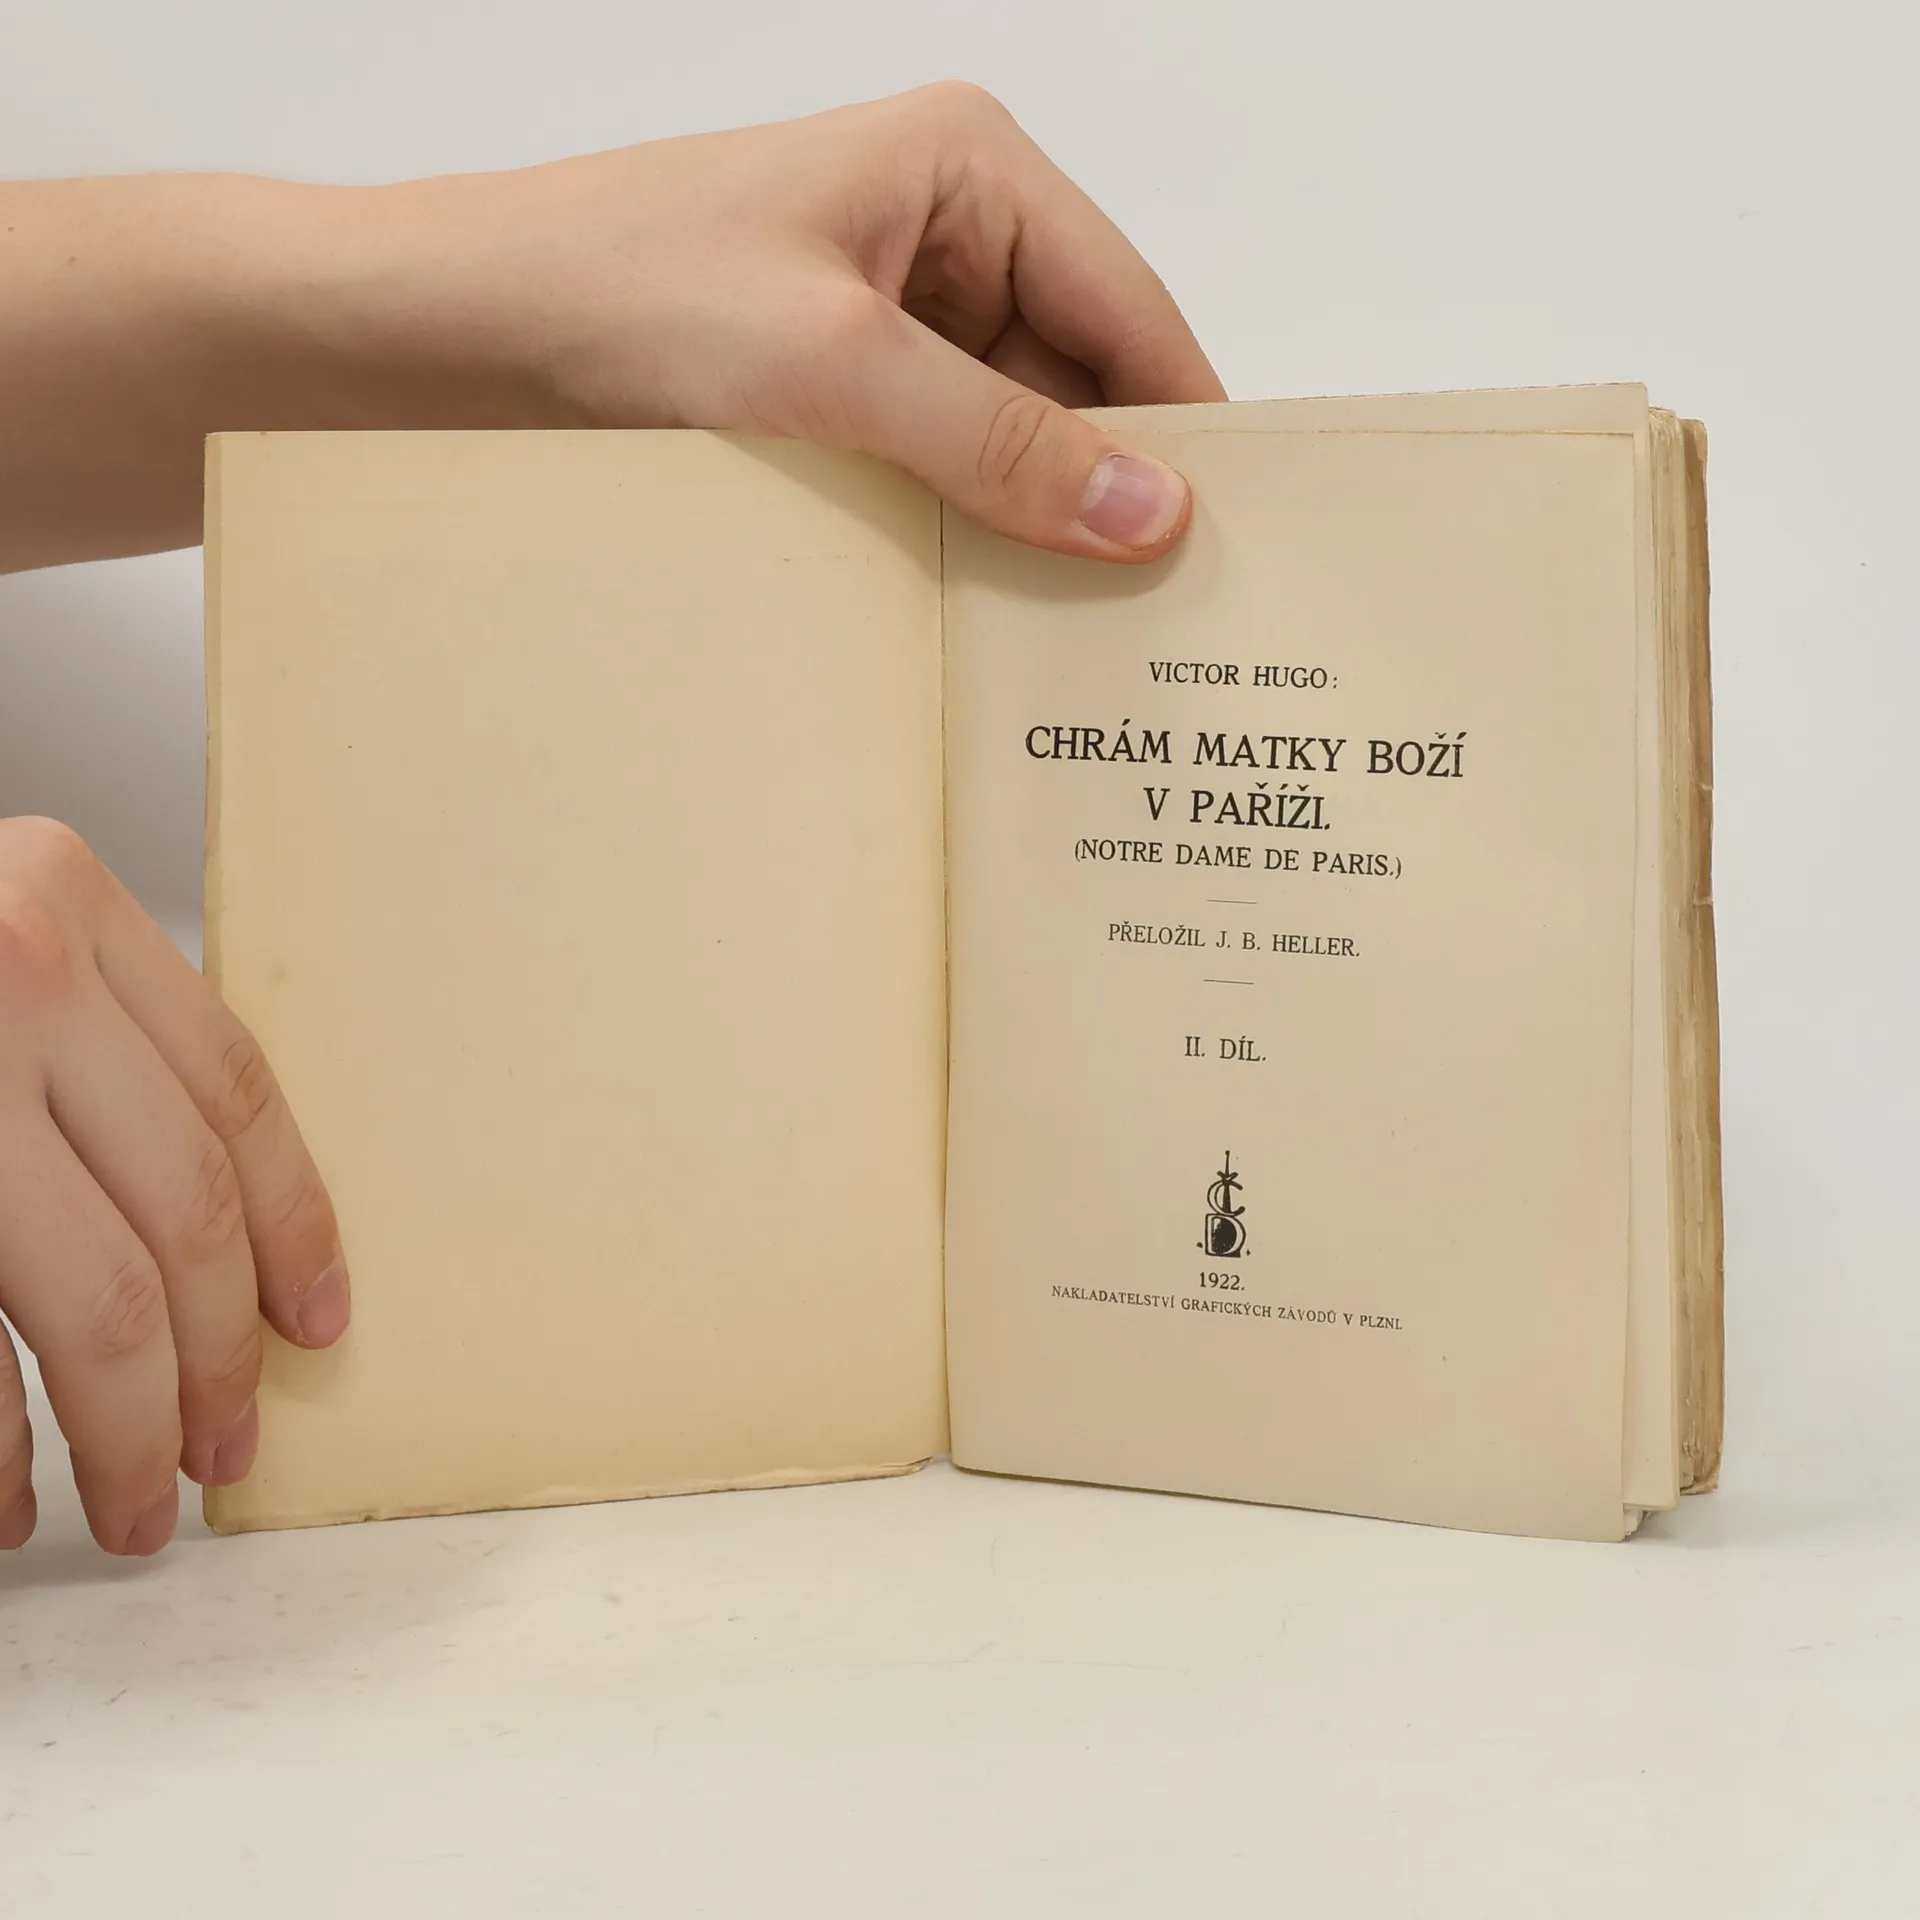 VICTOR HUGO:
CHRÁM MATKY BOŽÍ
V PAŘÍŽI.
(NOTRE DAME DE PARIS.)
PŘELOŽIL J. B. HELLER.
II. DÍL.
1922.
NAKLADATELSTVÍ GRAFICKÝCH ZÁVODŮ V PLZNI.